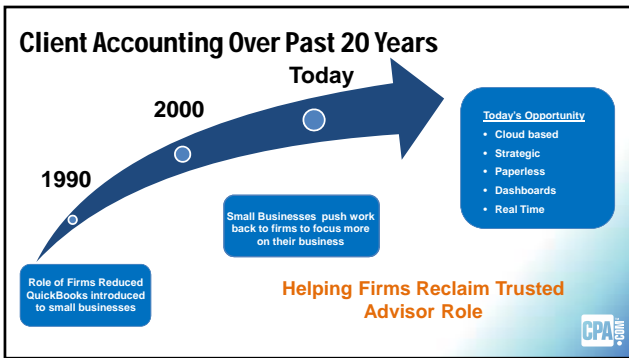 Client Accounting Over Past 20 Years
Today
2000
1990
Today's Opportunity
• Cloud based
• Strategic
• Paperless
• Dashboards
• Real Time
Small Businesses push work
back to firms to focus more
on their business
Role of Firms Reduced
QuickBooks introduced
to small businesses
Helping Firms Reclaim Trusted
Advisor Role
CPA.COM